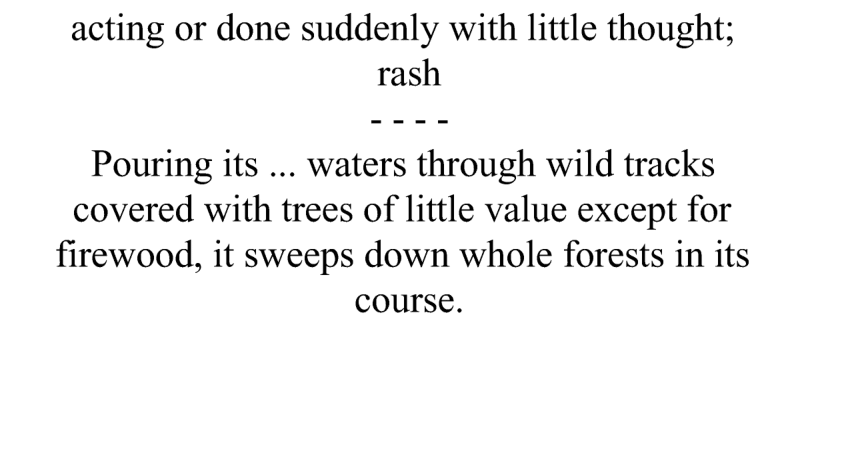 acting or done suddenly with little thought;
rash
- - - -
Pouring its ... waters through wild tracks
covered with trees of little value except for
firewood, it sweeps down whole forests in its
course.